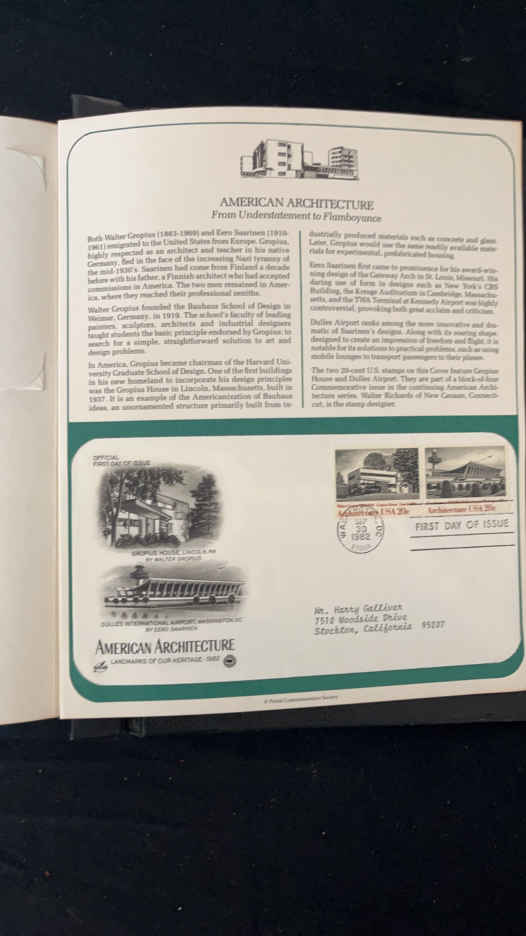 AMERICAN ARCHITECTURE
From Understatement to Flamboyance
Both Walter Gropius (1883-1969) and Eero Saarinen (1910-
1961) emigrated to the United States from Europe. Gropius,
highly respected as an architect and teacher in his native
Germany, fled in the face of the increasing Nazi tyranny of
the mid-1930's. Saarinen had come from Finland a decade
before with his father, a Finnish architect who had accepted
commissions in America. The two men remained in Amer-
ica, where they reached their professional zeniths.
Walter Gropius founded the Bauhaus School of Design in
Weimar, Germany, in 1919. The school's faculty of leading
painters, sculptors, architects and industrial designers
taught students the basic principle endorsed by Gropius: to
search for a simple, straightforward solution to art and
design problems.
In America, Gropius became chairman of the Harvard Uni-
versity Graduate School of Design. One of the first buildings
in his new homeland to incorporate his design principles
was the Gropius House in Lincoln, Massachusetts, built in
1937. It is an example of the Americanization of Bauhaus
ideas, an unornamented structure primarily built from in-
dustrially produced materials such as concrete and glass.
Later, Gropius would use the same readily available mate-
rials for experimental, prefabricated housing.
Eero Saarinen first came to prominence for his award-win-
ning design of the Gateway Arch in St. Louis, Missouri. His
daring use of form in designs such as New York's CBS
Building, the Kresge Auditorium in Cambridge, Massachu-
setts, and the TWA Terminal at Kennedy Airport was highly
controversial, provoking both great acclaim and criticism.
Dulles Airport ranks among the more innovative and dra-
matic of Saarinen's designs. Along with its soaring shape,
designed to create an impression of freedom and flight, it is
notable for its solutions to practical problems, such as using
mobile lounges to transport passengers to their planes.
The two 20-cent U.S. stamps on this Cover feature Gropius
House and Dulles Airport. They are part of a block-of-four
Commemorative issue in the continuing American Archi-
tecture series. Walter Richards of New Canaan, Connecti-
cut, is the stamp designer.
OFFICIAL
FIRST DAY OF ISSUE
GROPIUS HOUSE, LINCOLN, MA
BY WALTER GROPIUS
DULLES INTERNATIONAL AIRPORT, WASHINGTON, DC
BY EERO SAARINEN
AMERICAN ARCHITECTURE
LANDMARKS OF OUR HERITAGE · 1982
Architecture USA 20c
Architecture USA 20c
SEP
30
1982
FIRST DAY OF ISSUE
Mr. Harry Galliver
7510 Woodside Drive
Stockton, California 95207
© Postal Commemorative Society